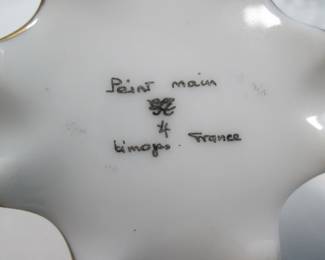 Peint main
4
Limoges. France